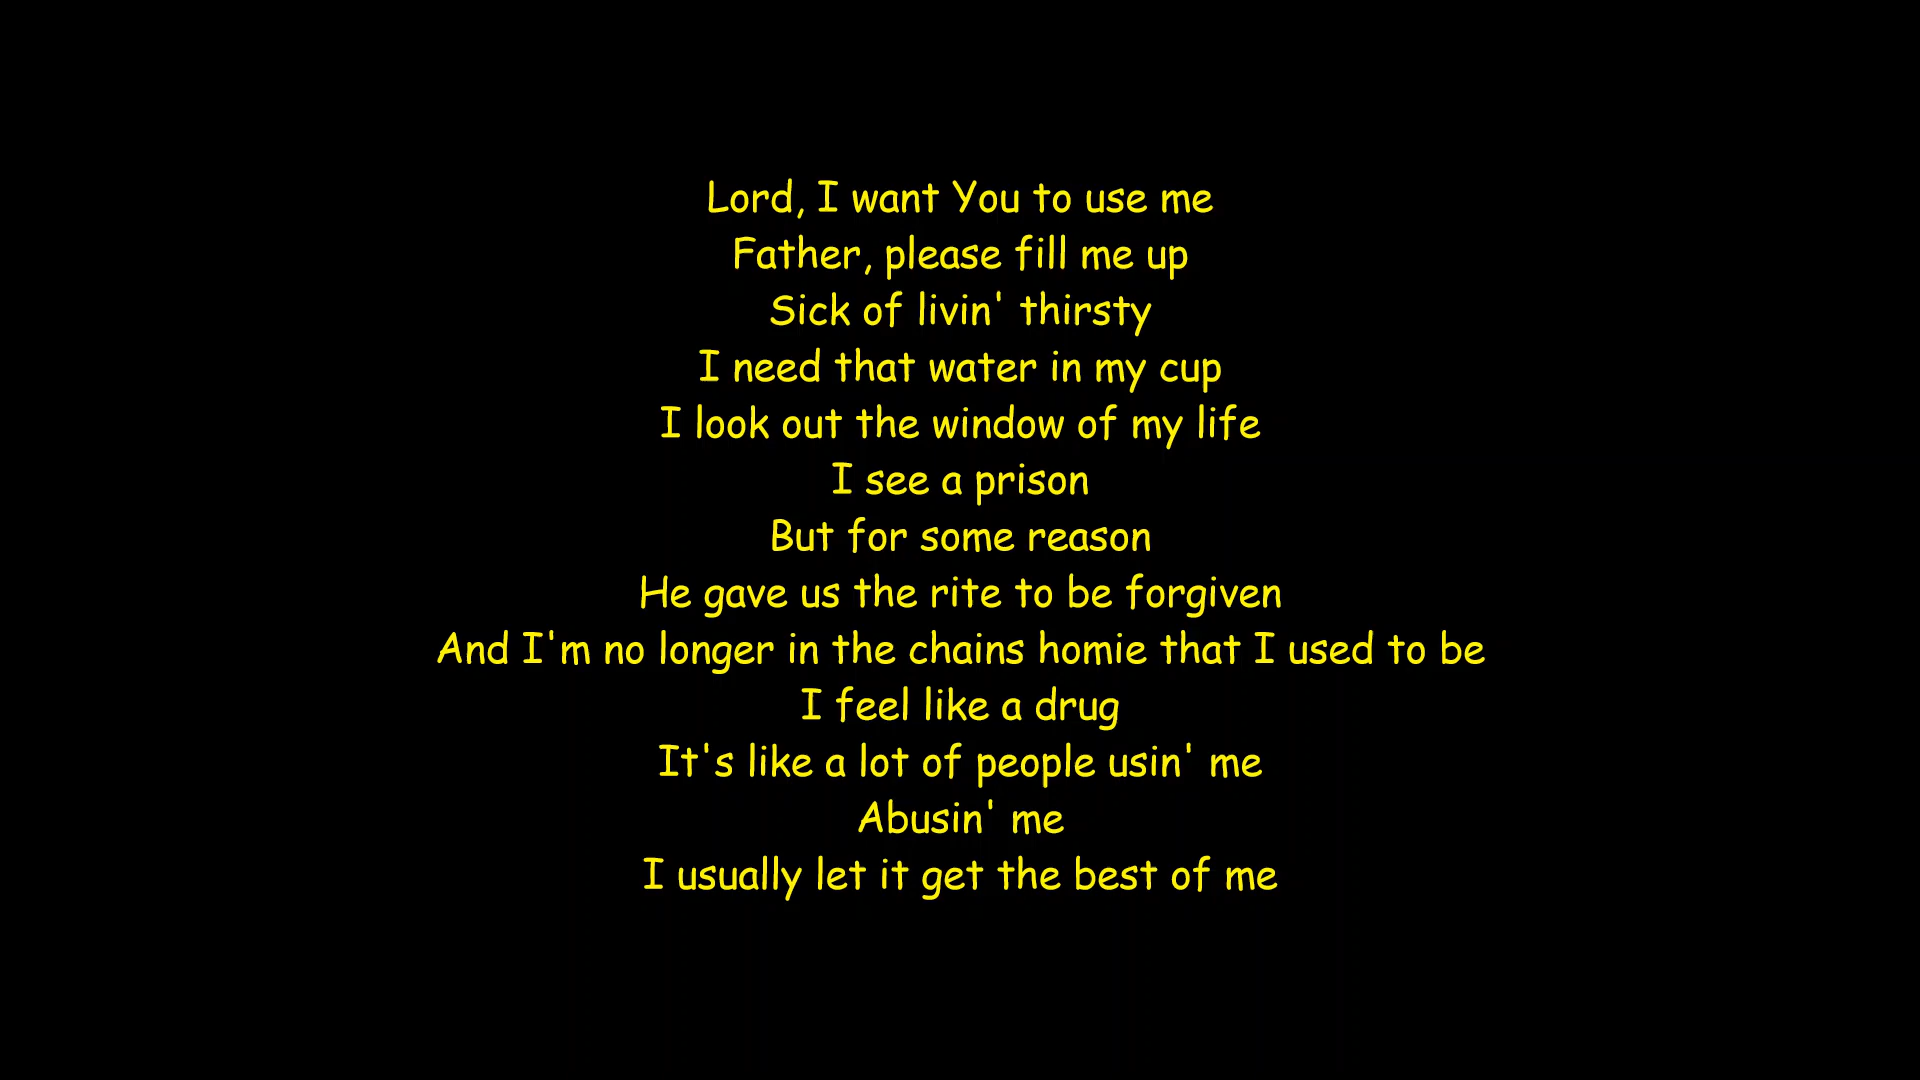 Lord, I want You to use me
Father, please fill me up
Sick of livin' thirsty
I need that water in my cup
I look out the window of my life
I see a prison
But for some reason
He gave us the rite to be forgiven
And I'm no longer in the chains homie that I used to be
I feel like a drug
It's like a lot of people usin' me
Abusin' me
I usually let it get the best of me